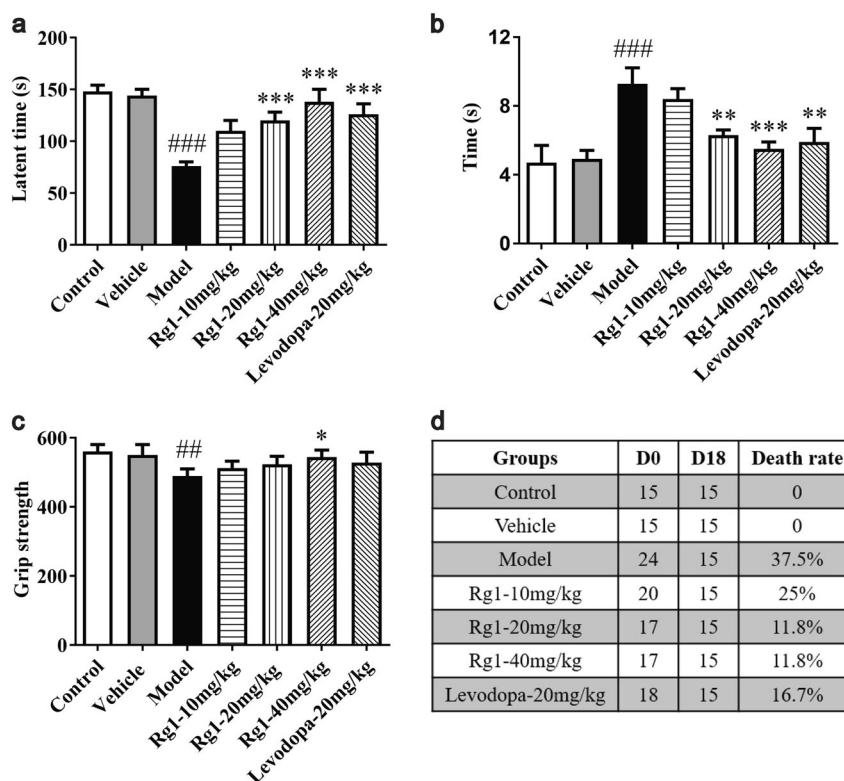 a
Latent time (s)
200
150
100
50
0
###
***
***
***
Control
Vehicle
Model
Rg1-10mg/kg
Rg1-20mg/kg
Rg1-40mg/kg
Levodopa-20mg/kg
b
Time (s)
12
8
4
0
###
**
***
**
Control
Vehicle
Model
Rg1-10mg/kg
Rg1-20mg/kg
Rg1-40mg/kg
Levodopa-20mg/kg
c
Grip strength
600
400
200
0
##
*
Control
Vehicle
Model
Rg1-10mg/kg
Rg1-20mg/kg
Rg1-40mg/kg
Levodopa-20mg/kg
d
Groups D0 D18 Death rate
Control 15 15 0
Vehicle 15 15 0
Model 24 15 37.5%
Rg1-10mg/kg 20 15 25%
Rg1-20mg/kg 17 15 11.8%
Rg1-40mg/kg 17 15 11.8%
Levodopa-20mg/kg 18 15 16.7%